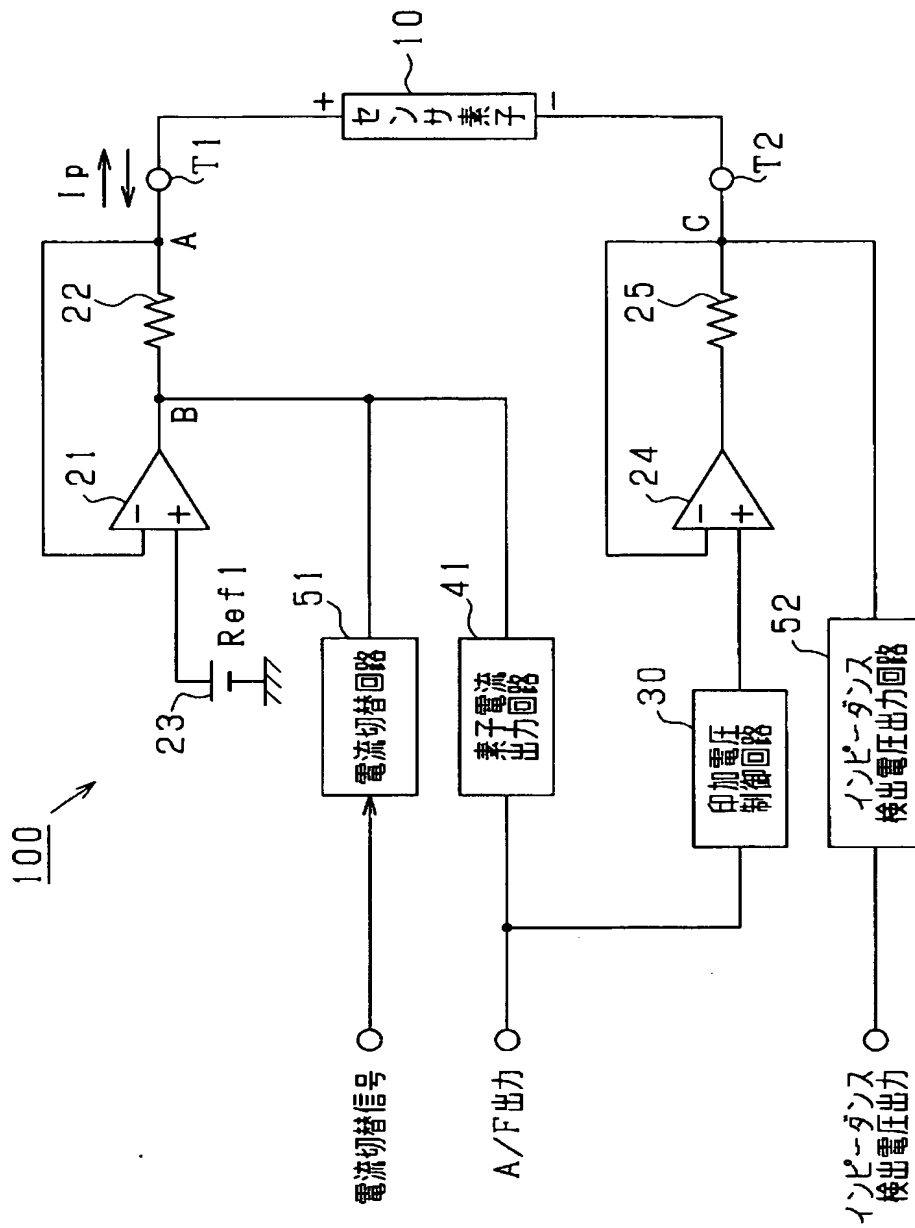 100
21
22
Ip
A
T1
10
+
センサ素子
−
B
−
+
Ref1
23
51
電流切替回路
電流切替信号
41
素子電流
出力回路
A/F出力
24
−
+
25
C
T2
30
印加電圧
制御回路
52
インピーダンス
検出電圧出力回路
インピーダンス
検出電圧出力